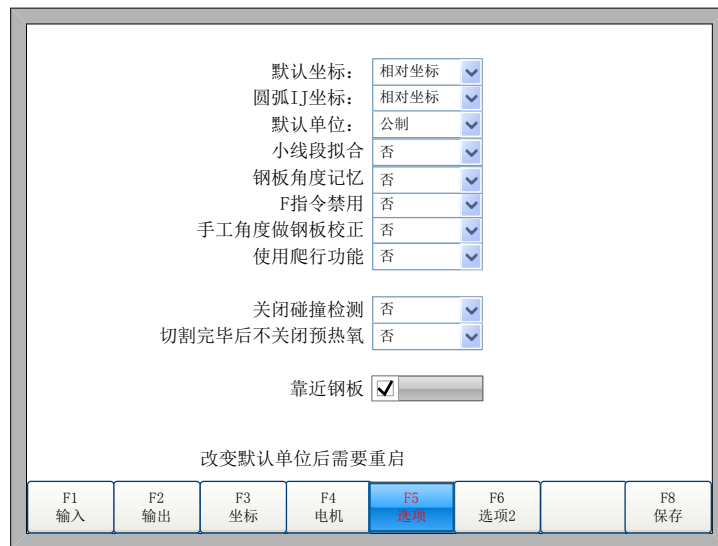 默认坐标： 相对坐标
圆弧IJ坐标： 相对坐标
默认单位： 公制
小线段拟合 否
钢板角度记忆 否
F指令禁用 否
手工角度做钢板校正 否
使用爬行功能 否
关闭碰撞检测 否
切割完毕后不关闭预热氧 否
靠近钢板
改变默认单位后需要重启
F1 F2 F3 F4 F5 F6 F8
输入 输出 坐标 电机 选项 选项2 保存